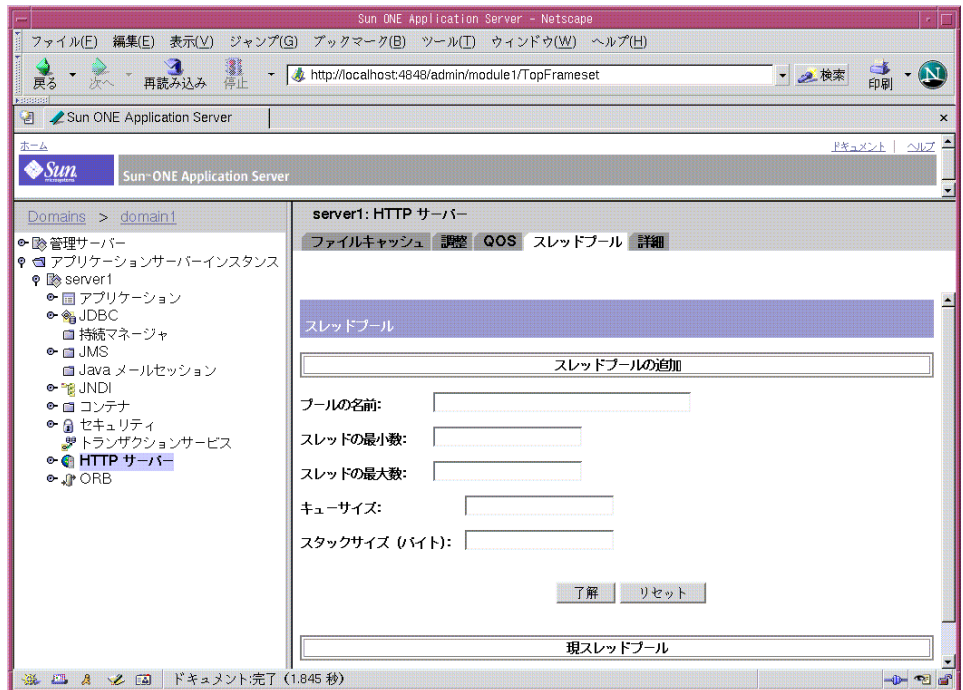 Sun ONE Application Server - Netscape
ファイル(F) 編集(E) 表示(V) ジャンプ(G) ブックマーク(B) ツール(T) ウィンドウ(W) ヘルプ(H)
戻る 次へ 再読み込み 停止 http://localhost:4848/admin/module1/TopFrameset 検索 印刷 N
Sun ONE Application Server x
ホーム ドキュメント | ヘルプ
Sun microsystems Sun ONE Application Server
Domains > domain1
管理サーバー
アプリケーションサーバーインスタンス
server1
アプリケーション
JDBC
持続マネージャ
JMS
Java メールセッション
JNDI
コンテナ
セキュリティ
トランザクションサービス
HTTP サーバー
ORB
server1: HTTP サーバー
ファイルキャッシュ 調整 QOS スレッドプール 詳細
スレッドプール
スレッドプールの追加
プールの名前:
スレッドの最小数:
スレッドの最大数:
キューサイズ:
スタックサイズ (バイト):
了解 リセット
現スレッドプール
ドキュメント:完了 (1.845 秒)